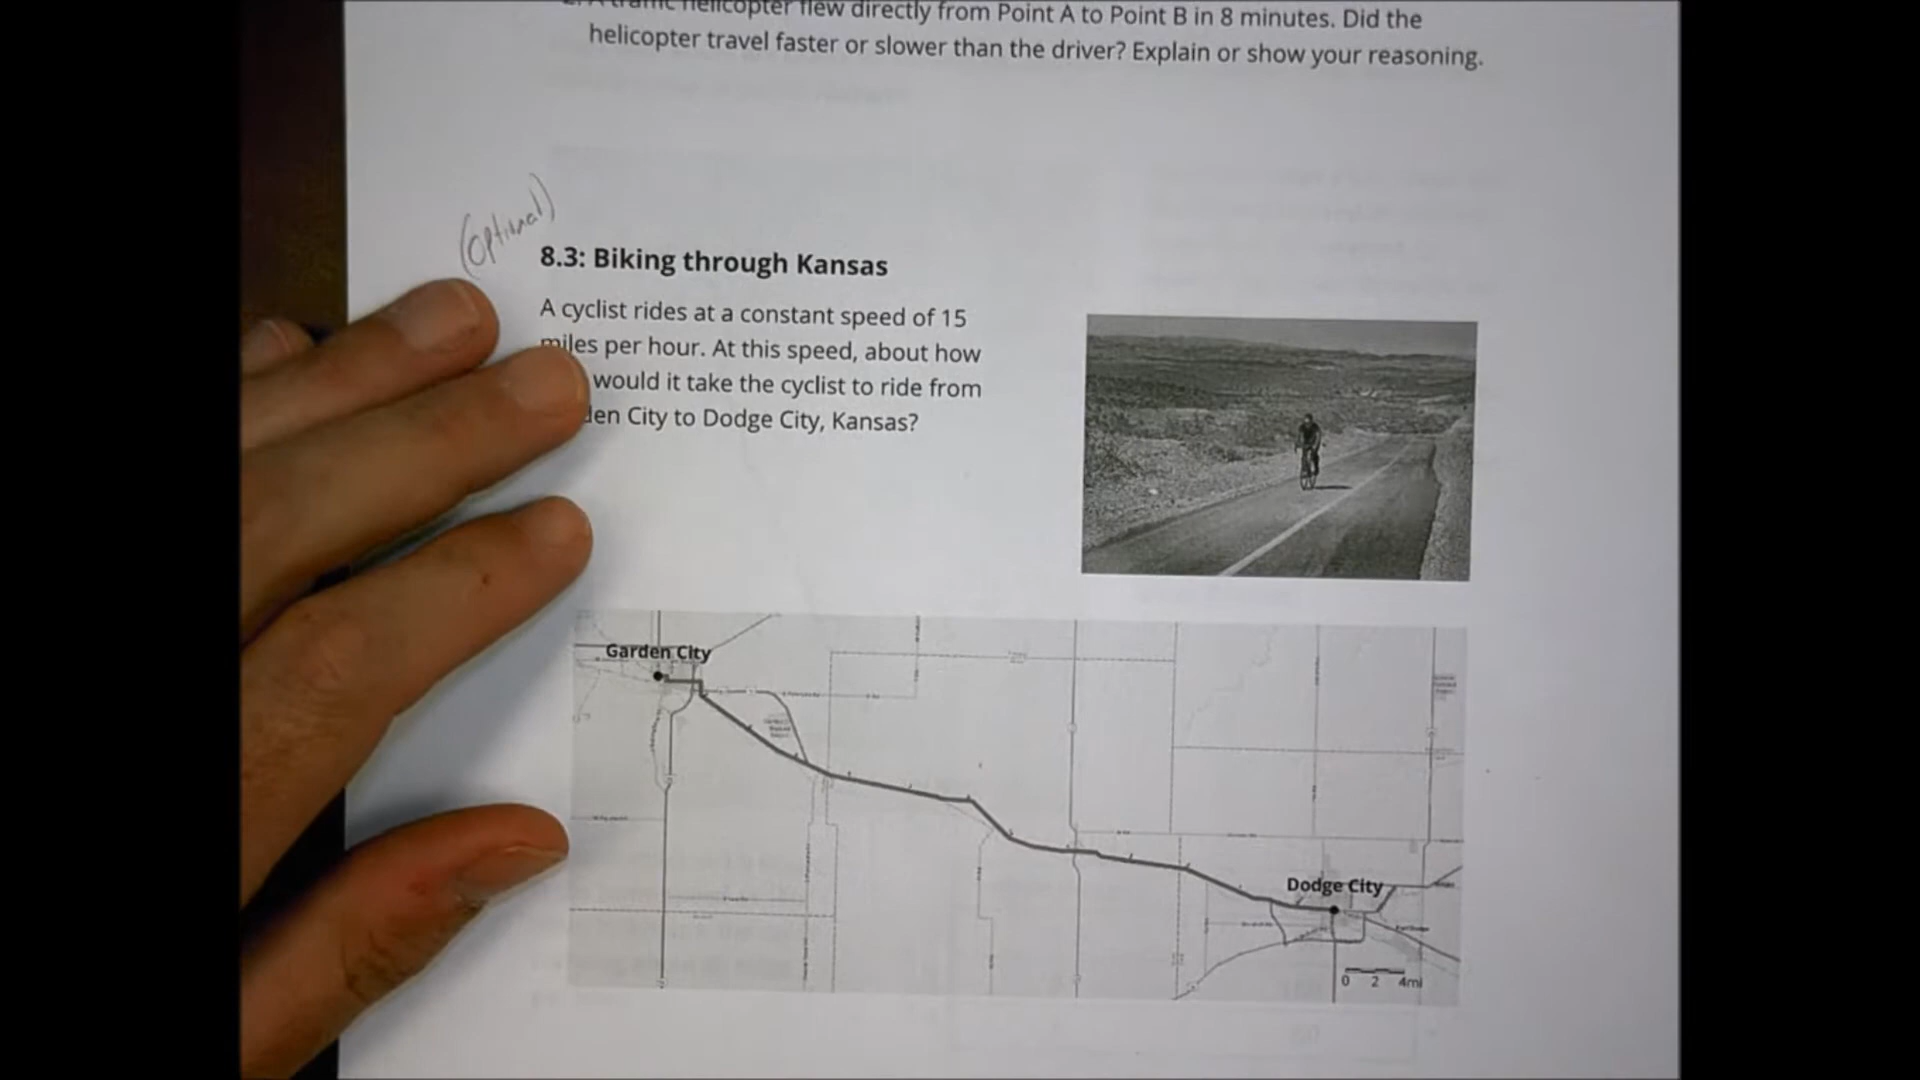 helicopter flew directly from Point A to Point B in 8 minutes. Did the
helicopter travel faster or slower than the driver? Explain or show your reasoning.
(optional)
8.3: Biking through Kansas
A cyclist rides at a constant speed of 15
miles per hour. At this speed, about how
would it take the cyclist to ride from
den City to Dodge City, Kansas?
Garden City
Dodge City
0 2 4mi